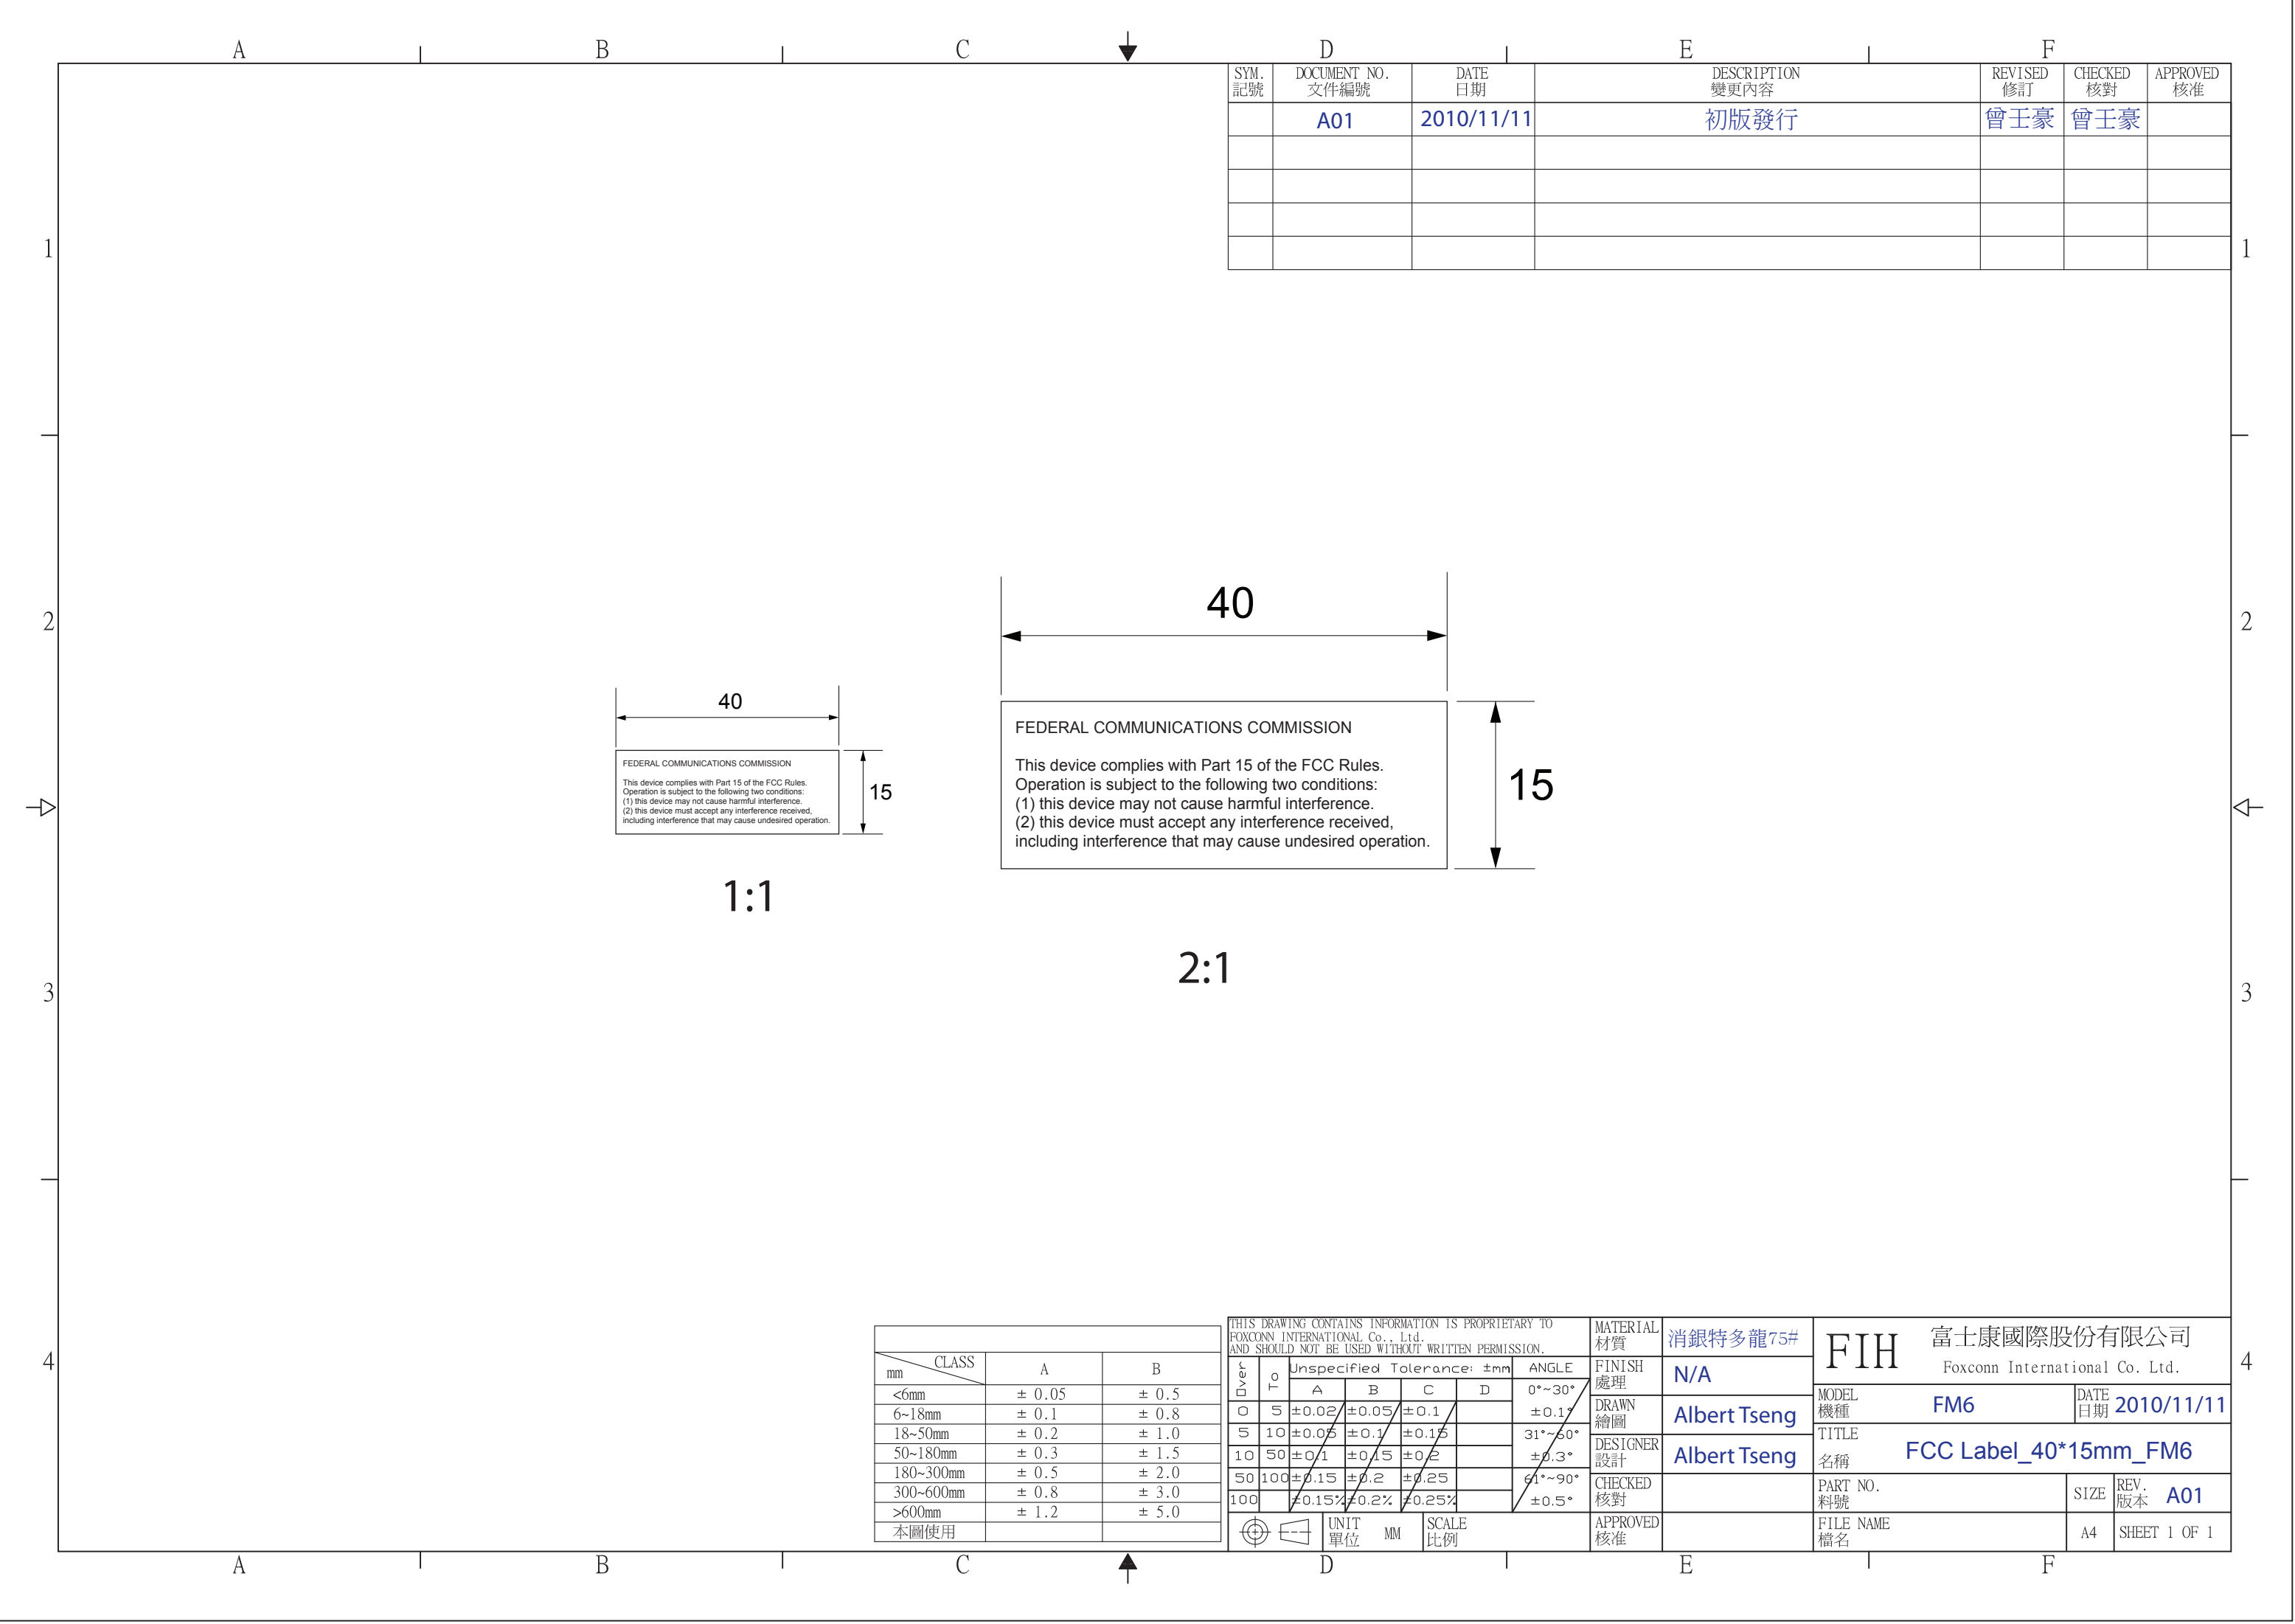 A B C D E F
SYM. DOCUMENT NO. DATE DESCRIPTION REVISED CHECKED APPROVED
記號 文件編號 日期 變更內容 修訂 核對 核准
A01 2010/11/11 初版發行 曾王豪 曾王豪
1 1
2 2
40
40
FEDERAL COMMUNICATIONS COMMISSION
This device complies with Part 15 of the FCC Rules.
Operation is subject to the following two conditions:
(1) this device may not cause harmful interference.
(2) this device must accept any interference received,
including interference that may cause undesired operation.
15
1:1
FEDERAL COMMUNICATIONS COMMISSION
This device complies with Part 15 of the FCC Rules.
Operation is subject to the following two conditions:
(1) this device may not cause harmful interference.
(2) this device must accept any interference received,
including interference that may cause undesired operation.
15
2:1
3 3
4 4
CLASS
mm A B
<6mm ± 0.05 ± 0.5
6~18mm ± 0.1 ± 0.8
18~50mm ± 0.2 ± 1.0
50~180mm ± 0.3 ± 1.5
180~300mm ± 0.5 ± 2.0
300~600mm ± 0.8 ± 3.0
>600mm ± 1.2 ± 5.0
本圖使用
THIS DRAWING CONTAINS INFORMATION IS PROPRIETARY TO
FOXCONN INTERNATIONAL Co., Ltd.
AND SHOULD NOT BE USED WITHOUT WRITTEN PERMISSION.
Over To Unspecified Tolerance: ±mm ANGLE
A B C D 0°~30°
0 5 ±0.02 ±0.05 ±0.1 ±0.1°
5 10 ±0.05 ±0.1 ±0.15 31°~60°
10 50 ±0.1 ±0.15 ±0.2 ±0.3°
50 100 ±0.15 ±0.2 ±0.25 61°~90°
100 ±0.15% ±0.2% ±0.25% ±0.5°
UNIT
單位 MM
SCALE
比例
MATERIAL
材質 消銀特多龍75#
FINISH
處理 N/A
DRAWN
繪圖 Albert Tseng
DESIGNER
設計 Albert Tseng
CHECKED
核對
APPROVED
核准
FIH 富士康國際股份有限公司
Foxconn International Co. Ltd.
MODEL
機種 FM6
DATE
日期 2010/11/11
TITLE
名稱 FCC Label_40*15mm_FM6
PART NO.
料號
SIZE
REV.
版本 A01
FILE NAME
檔名
A4 SHEET 1 OF 1
A B C D E F